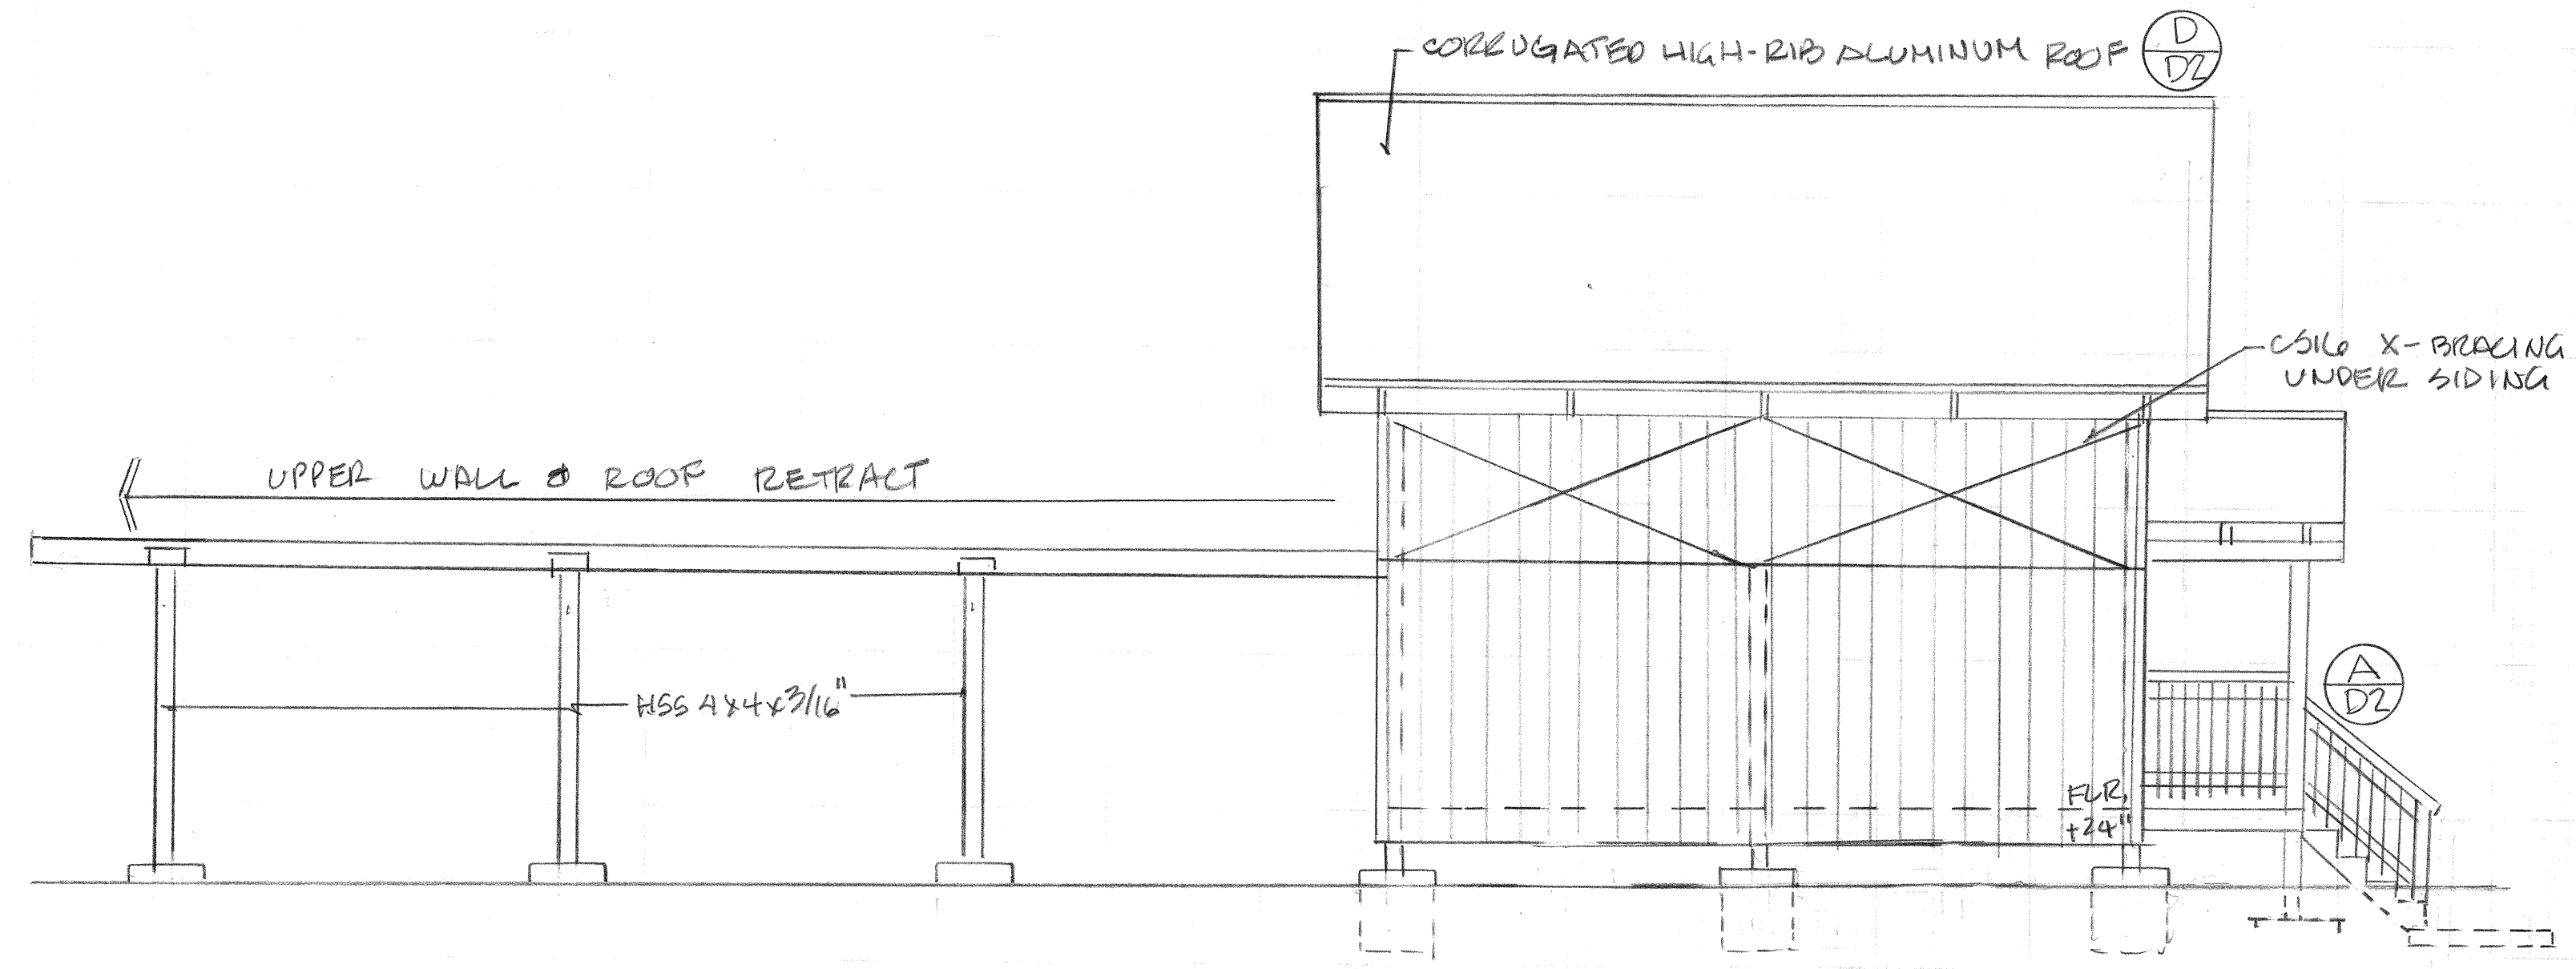 CORRUGATED HIGH-RIB ALUMINUM ROOF
D
D2
CS16 X-BRACING
UNDER SIDING
UPPER WALL & ROOF RETRACT
A
D2
HSS 4x4x3/16"
FLR,
+24"